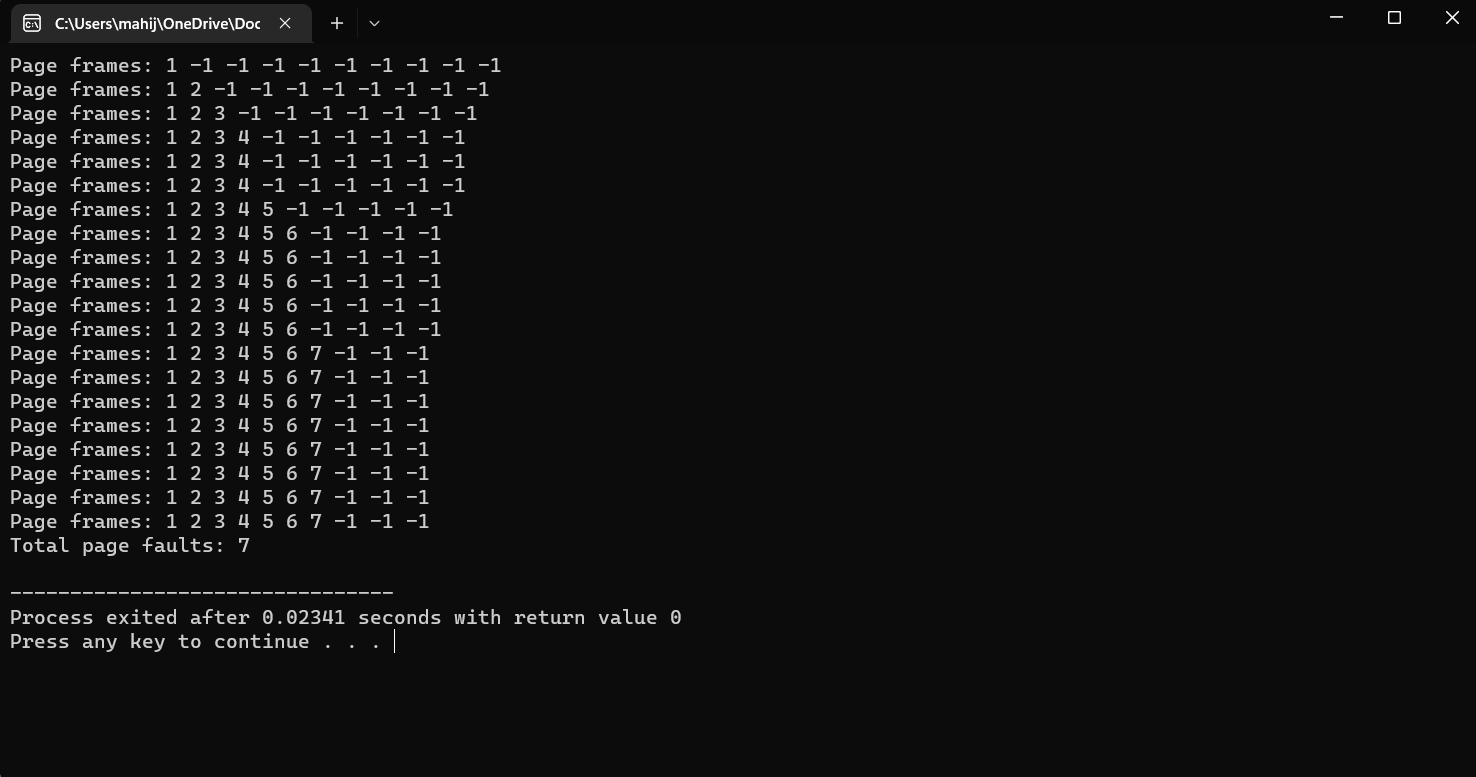 C:\Users\mahij\OneDrive\Doc
Page frames: 1 -1 -1 -1 -1 -1 -1 -1 -1 -1
Page frames: 1 2 -1 -1 -1 -1 -1 -1 -1 -1
Page frames: 1 2 3 -1 -1 -1 -1 -1 -1 -1
Page frames: 1 2 3 4 -1 -1 -1 -1 -1 -1
Page frames: 1 2 3 4 -1 -1 -1 -1 -1 -1
Page frames: 1 2 3 4 -1 -1 -1 -1 -1 -1
Page frames: 1 2 3 4 5 -1 -1 -1 -1 -1
Page frames: 1 2 3 4 5 6 -1 -1 -1 -1
Page frames: 1 2 3 4 5 6 -1 -1 -1 -1
Page frames: 1 2 3 4 5 6 -1 -1 -1 -1
Page frames: 1 2 3 4 5 6 -1 -1 -1 -1
Page frames: 1 2 3 4 5 6 -1 -1 -1 -1
Page frames: 1 2 3 4 5 6 7 -1 -1 -1
Page frames: 1 2 3 4 5 6 7 -1 -1 -1
Page frames: 1 2 3 4 5 6 7 -1 -1 -1
Page frames: 1 2 3 4 5 6 7 -1 -1 -1
Page frames: 1 2 3 4 5 6 7 -1 -1 -1
Page frames: 1 2 3 4 5 6 7 -1 -1 -1
Page frames: 1 2 3 4 5 6 7 -1 -1 -1
Page frames: 1 2 3 4 5 6 7 -1 -1 -1
Total page faults: 7
--------------------------------
Process exited after 0.02341 seconds with return value 0
Press any key to continue . . .